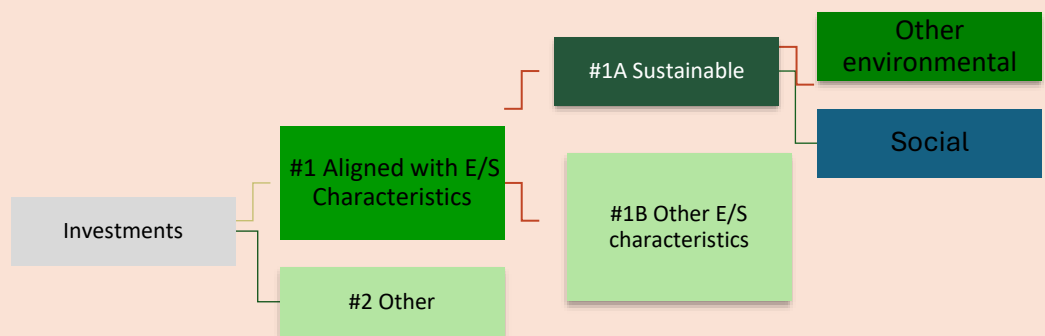 Investments
#1 Aligned with E/S
Characteristics
#2 Other
#1A Sustainable
#1B Other E/S
characteristics
Other
environmental
Social